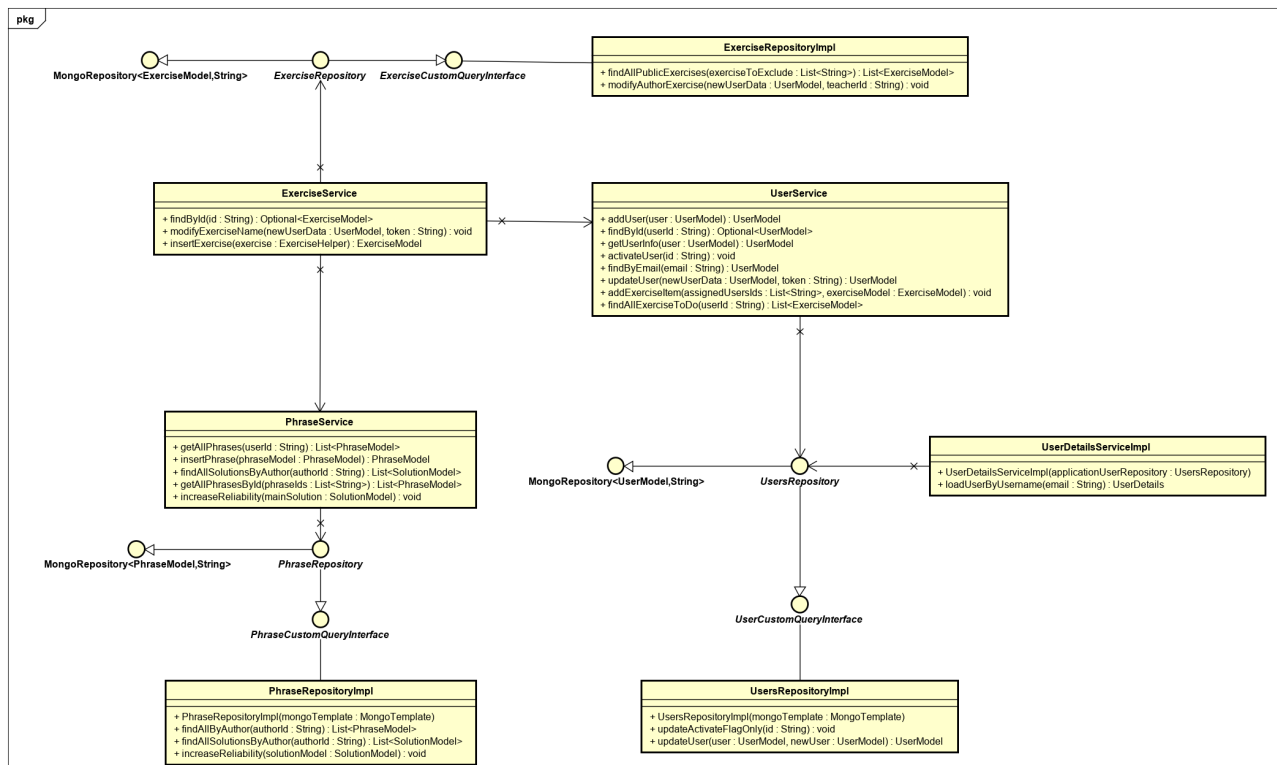 pkg
MongoRepository<ExerciseModel,String>
ExerciseRepository
ExerciseCustomQueryInterface
ExerciseRepositoryImpl
+ findAllPublicExercises(exerciseToExclude : List<String>) : List<ExerciseModel>
+ modifyAuthorExercise(newUserData : UserModel, teacherId : String) : void
ExerciseService
+ findById(id : String) : Optional<ExerciseModel>
+ modifyExerciseName(newUserData : UserModel, token : String) : void
+ insertExercise(exercise : ExerciseHelper) : ExerciseModel
UserService
+ addUser(user : UserModel) : UserModel
+ findById(userId : String) : Optional<UserModel>
+ getUserInfo(user : UserModel) : UserModel
+ activateUser(id : String) : void
+ findByEmail(email : String) : UserModel
+ updateUser(newUserData : UserModel, token : String) : UserModel
+ addExerciseItem(assignedUsersIds : List<String>, exerciseModel : ExerciseModel) : void
+ findAllExerciseToDo(userId : String) : List<ExerciseModel>
PhraseService
+ getAllPhrases(userId : String) : List<PhraseModel>
+ insertPhrase(phraseModel : PhraseModel) : PhraseModel
+ findAllSolutionsByAuthor(authorId : String) : List<SolutionModel>
+ getAllPhrasesById(phraseIds : List<String>) : List<PhraseModel>
+ increaseReliability(mainSolution : SolutionModel) : void
MongoRepository<UserModel,String>
UsersRepository
UserDetailsServiceImpl
+ UserDetailsServiceImpl(applicationUserRepository : UsersRepository)
+ loadUserByUsername(email : String) : UserDetails
MongoRepository<PhraseModel,String>
PhraseRepository
PhraseCustomQueryInterface
UserCustomQueryInterface
PhraseRepositoryImpl
+ PhraseRepositoryImpl(mongoTemplate : MongoTemplate)
+ findAllByAuthor(authorId : String) : List<PhraseModel>
+ findAllSolutionsByAuthor(authorId : String) : List<SolutionModel>
+ increaseReliability(solutionModel : SolutionModel) : void
UsersRepositoryImpl
+ UsersRepositoryImpl(mongoTemplate : MongoTemplate)
+ updateActivateFlagOnly(id : String) : void
+ updateUser(user : UserModel, newUser : UserModel) : UserModel